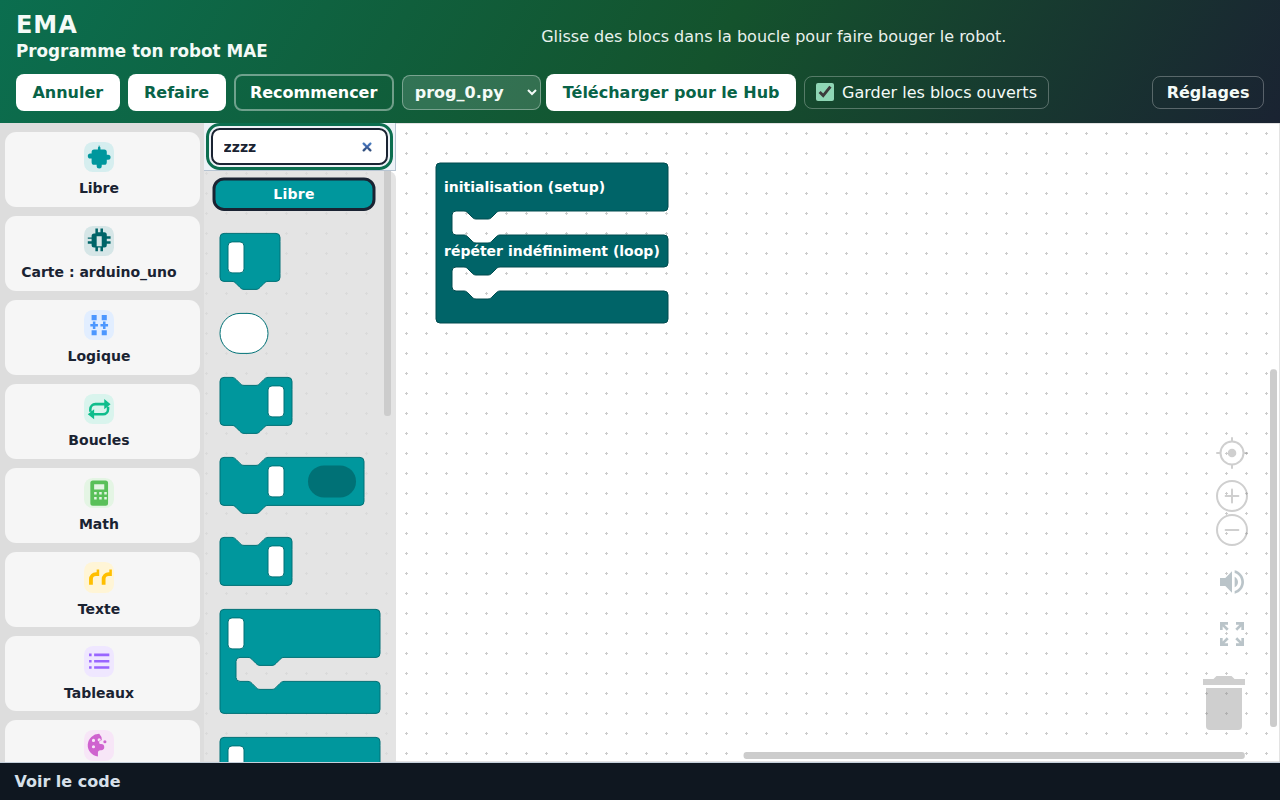 EMA
Programme ton robot MAE
Glisse des blocs dans la boucle pour faire bouger le robot.
Annuler
Refaire
Recommencer
prog_0.py
Télécharger pour le Hub
Garder les blocs ouverts
Réglages
Libre
Carte : arduino_uno
Logique
Boucles
Math
Texte
Tableaux
zzzz
Libre
initialisation (setup)
répéter indéfiniment (loop)
Voir le code